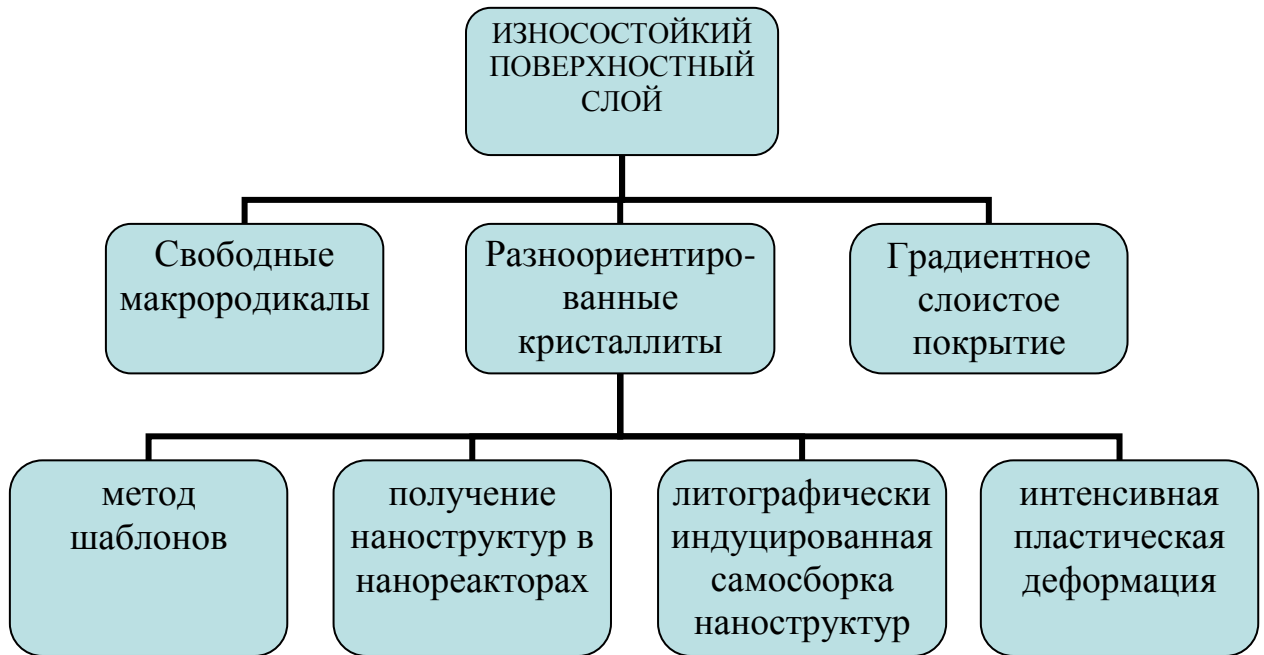 ИЗНОСОСТОЙКИЙ
ПОВЕРХНОСТНЫЙ
СЛОЙ
Свободные
макрородикалы
Разноориентиро-
ванные
кристаллиты
Градиентное
слоистое
покрытие
метод
шаблонов
получение
наноструктур в
нанореакторах
литографически
индуцированная
самосборка
наноструктур
интенсивная
пластическая
деформация